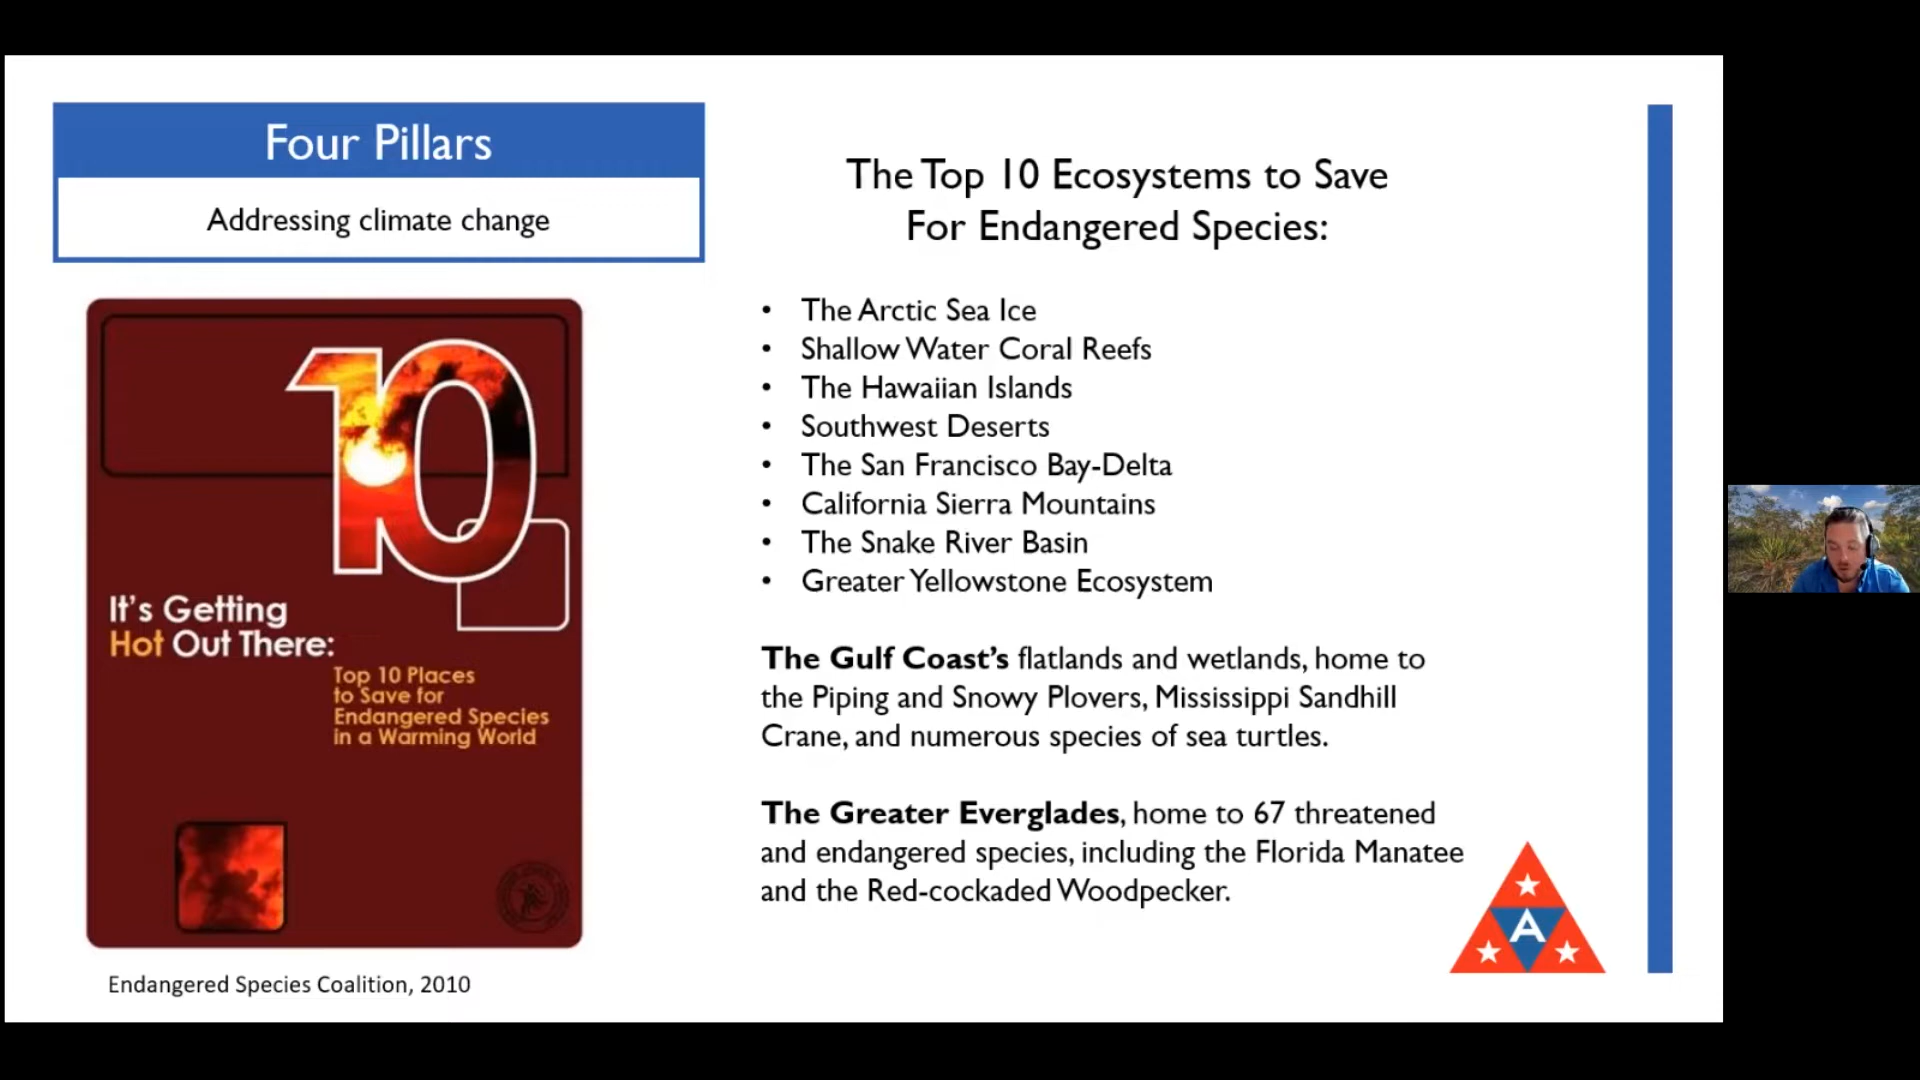 Four Pillars
Addressing climate change
10
It's Getting
Hot Out There:
Top 10 Places
to Save for
Endangered Species
in a Warming World
Endangered Species Coalition, 2010
The Top 10 Ecosystems to Save
For Endangered Species:
• The Arctic Sea Ice
• Shallow Water Coral Reefs
• The Hawaiian Islands
• Southwest Deserts
• The San Francisco Bay-Delta
• California Sierra Mountains
• The Snake River Basin
• Greater Yellowstone Ecosystem
The Gulf Coast's flatlands and wetlands, home to
the Piping and Snowy Plovers, Mississippi Sandhill
Crane, and numerous species of sea turtles.
The Greater Everglades, home to 67 threatened
and endangered species, including the Florida Manatee
and the Red-cockaded Woodpecker.
A